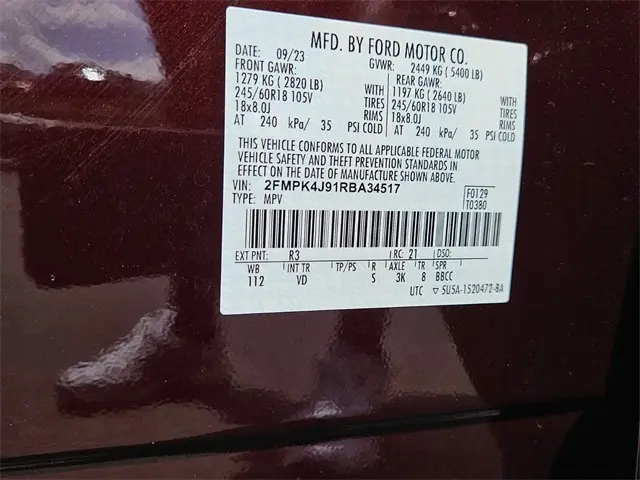 MFD. BY FORD MOTOR CO.
DATE: 09/23 GVWR: 2449 KG ( 5400 LB)
FRONT GAWR: REAR GAWR:
1279 KG ( 2820 LB) WITH 1197 KG ( 2640 LB) WITH
245/60R18 105V TIRES 245/60R18 105V TIRES
18x8.0J RIMS 18x8.0J RIMS
AT 240 kPa/ 35 PSI COLD AT 240 kPa/ 35 PSI COLD
THIS VEHICLE CONFORMS TO ALL APPLICABLE FEDERAL MOTOR
VEHICLE SAFETY AND THEFT PREVENTION STANDARDS IN
EFFECT ON THE DATE OF MANUFACTURE SHOWN ABOVE.
VIN: 2FMPK4J91RBA34517 F0129
TYPE: MPV T0380
EXT PNT: R3 RC: 21 DSO:
WB INT TR TP/PS R AXLE TR SPR
112 VD S 3K 8 BBCC
UTC ▽ 5U5A-1520472-BA